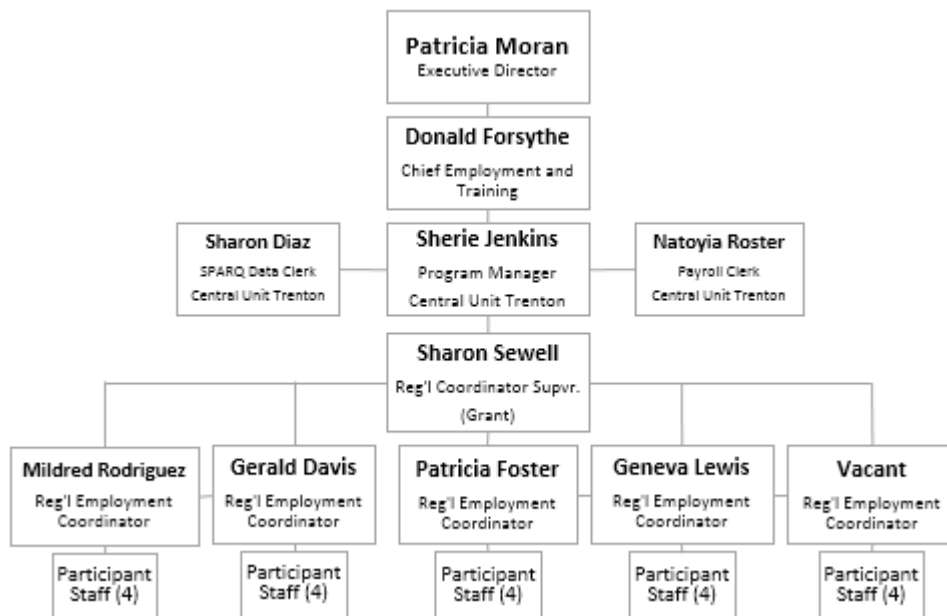 Patricia Moran
Executive Director
Donald Forsythe
Chief Employment and
Training
Sharon Diaz
SPARQ Data Clerk
Central Unit Trenton
Sherie Jenkins
Program Manager
Central Unit Trenton
Natoyia Roster
Payroll Clerk
Central Unit Trenton
Sharon Sewell
Reg'l Coordinator Supvr.
(Grant)
Mildred Rodriguez
Reg'l Employment
Coordinator
Gerald Davis
Reg'l Employment
Coordinator
Patricia Foster
Reg'l Employment
Coordinator
Geneva Lewis
Reg'l Employment
Coordinator
Vacant
Reg'l Employment
Coordinator
Participant
Staff (4)
Participant
Staff (4)
Participant
Staff (4)
Participant
Staff (4)
Participant
Staff (4)